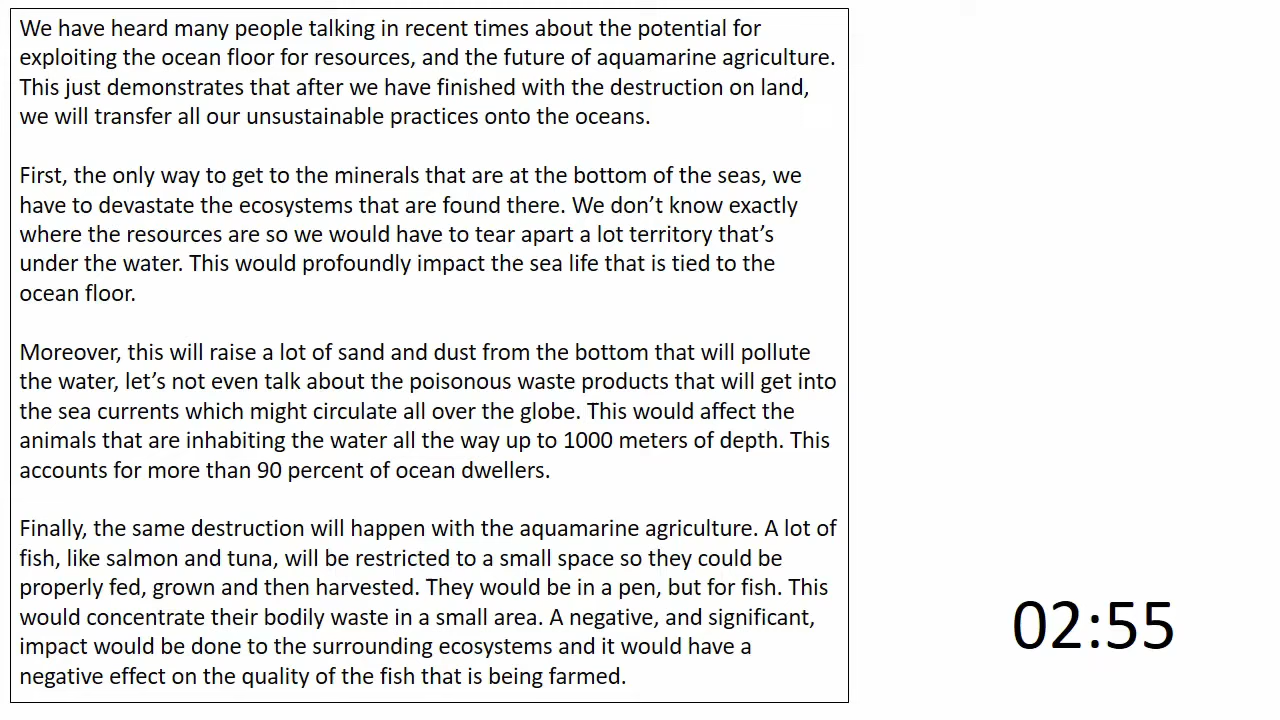 We have heard many people talking in recent times about the potential for
exploiting the ocean floor for resources, and the future of aquamarine agriculture.
This just demonstrates that after we have finished with the destruction on land,
we will transfer all our unsustainable practices onto the oceans.
First, the only way to get to the minerals that are at the bottom of the seas, we
have to devastate the ecosystems that are found there. We don’t know exactly
where the resources are so we would have to tear apart a lot territory that’s
under the water. This would profoundly impact the sea life that is tied to the
ocean floor.
Moreover, this will raise a lot of sand and dust from the bottom that will pollute
the water, let’s not even talk about the poisonous waste products that will get into
the sea currents which might circulate all over the globe. This would affect the
animals that are inhabiting the water all the way up to 1000 meters of depth. This
accounts for more than 90 percent of ocean dwellers.
Finally, the same destruction will happen with the aquamarine agriculture. A lot of
fish, like salmon and tuna, will be restricted to a small space so they could be
properly fed, grown and then harvested. They would be in a pen, but for fish. This
would concentrate their bodily waste in a small area. A negative, and significant,
impact would be done to the surrounding ecosystems and it would have a
negative effect on the quality of the fish that is being farmed.
02:55